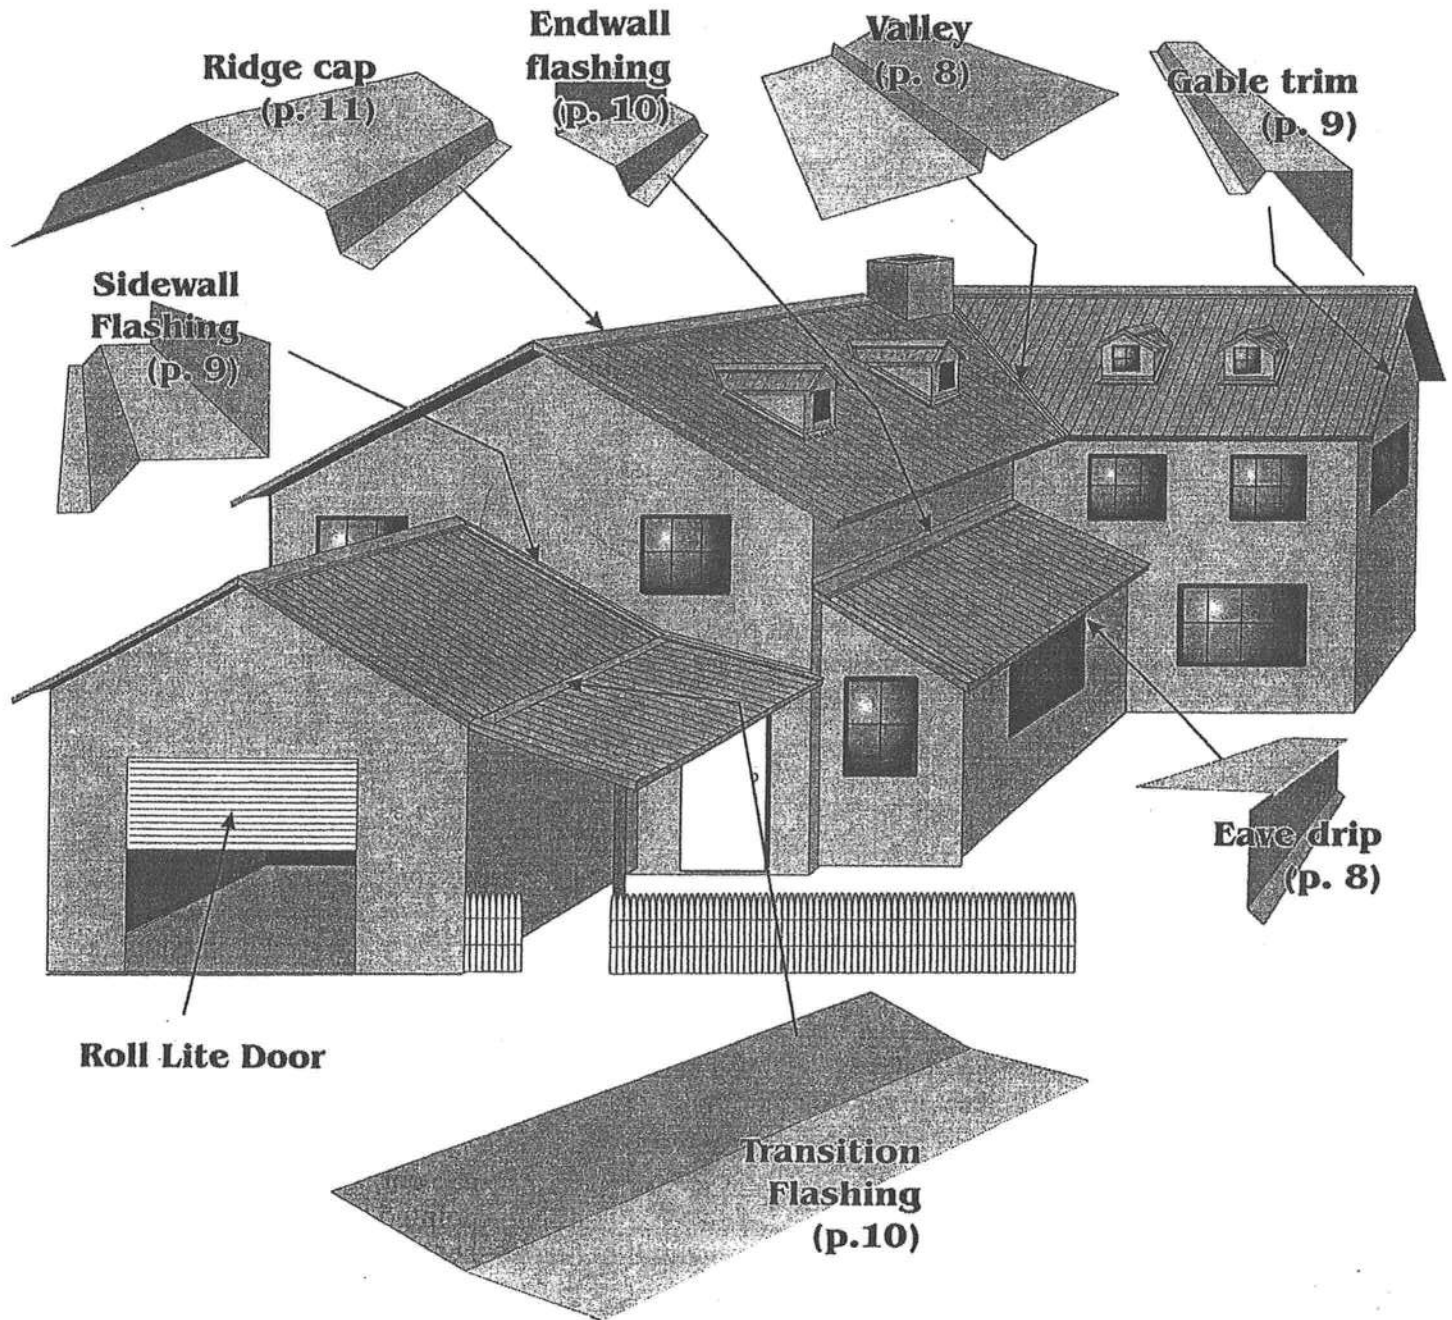 Ridge cap
(p. 11)
Endwall
flashing
(p. 10)
Valley
(p. 8)
Gable trim
(p. 9)
Sidewall
Flashing
(p. 9)
Eave drip
(p. 8)
Roll Lite Door
Transition
Flashing
(p.10)